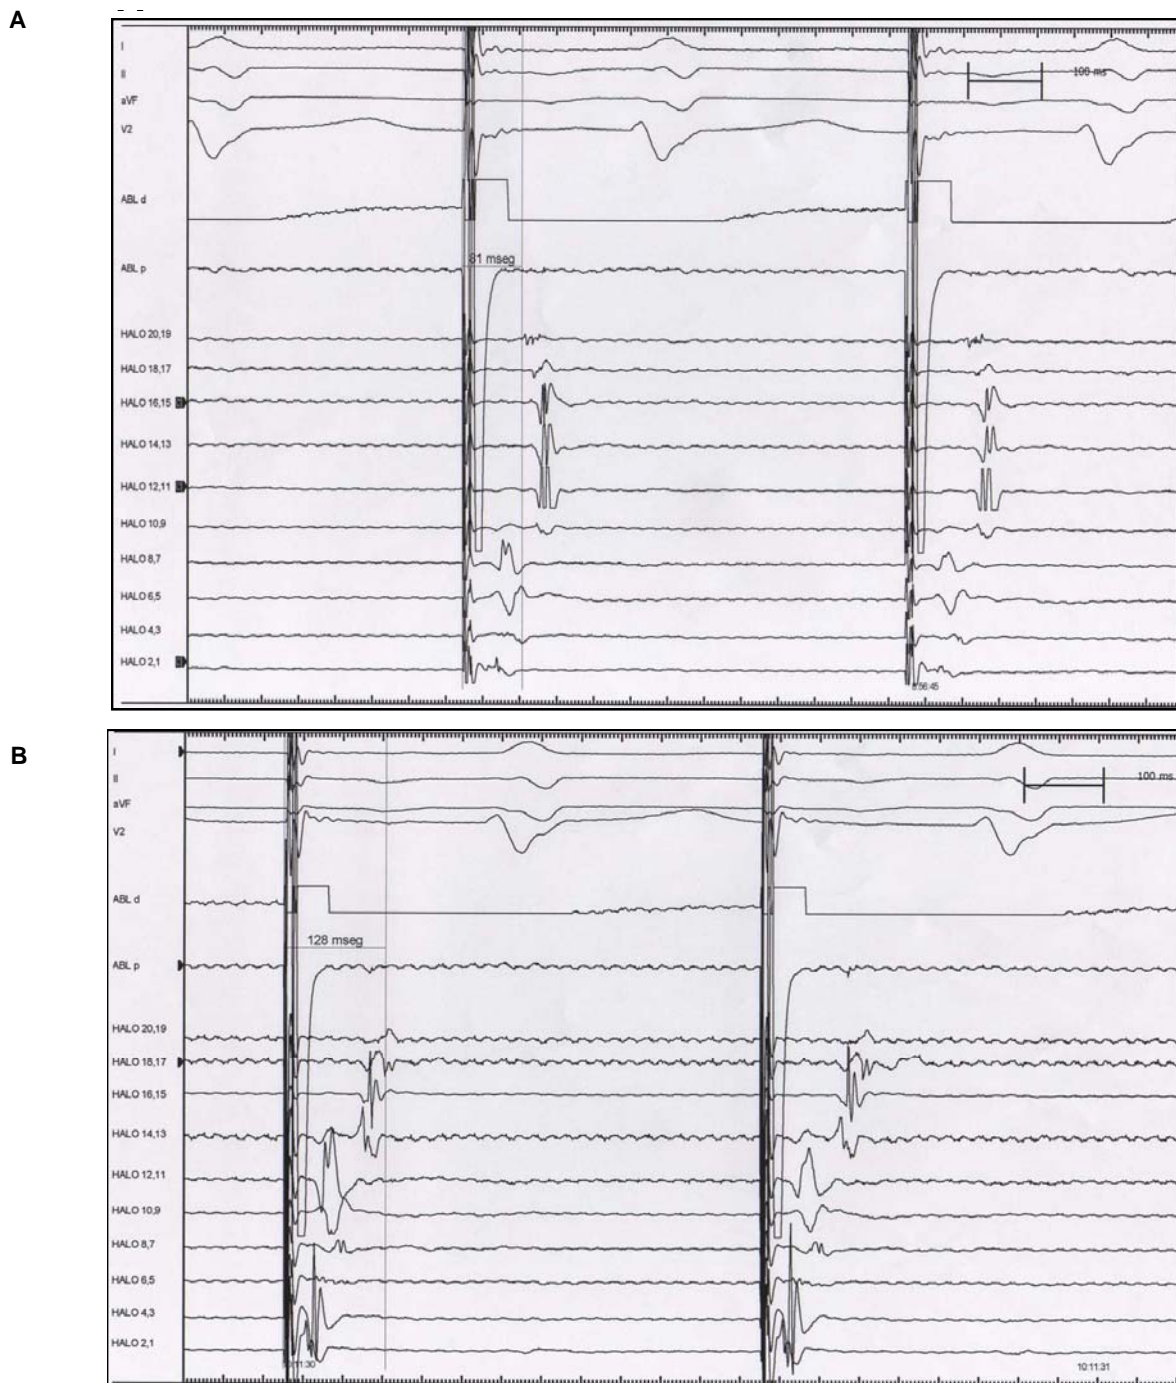 A
I
II
100 ms
aVF
V2
ABL d
81 mseg
ABL p
HALO 20,19
HALO 18,17
HALO 16,15
HALO 14,13
HALO 12,11
HALO 10,9
HALO 8,7
HALO 6,5
HALO 4,3
HALO 2,1
:56:45
B
I
II
100 ms
aVF
V2
ABL d
128 mseg
ABL p
HALO 20,19
HALO 18,17
HALO 16,15
HALO 14,13
HALO 12,11
HALO 10,9
HALO 8,7
HALO 6,5
HALO 4,3
HALO 2,1
10:11:30
10:11:31